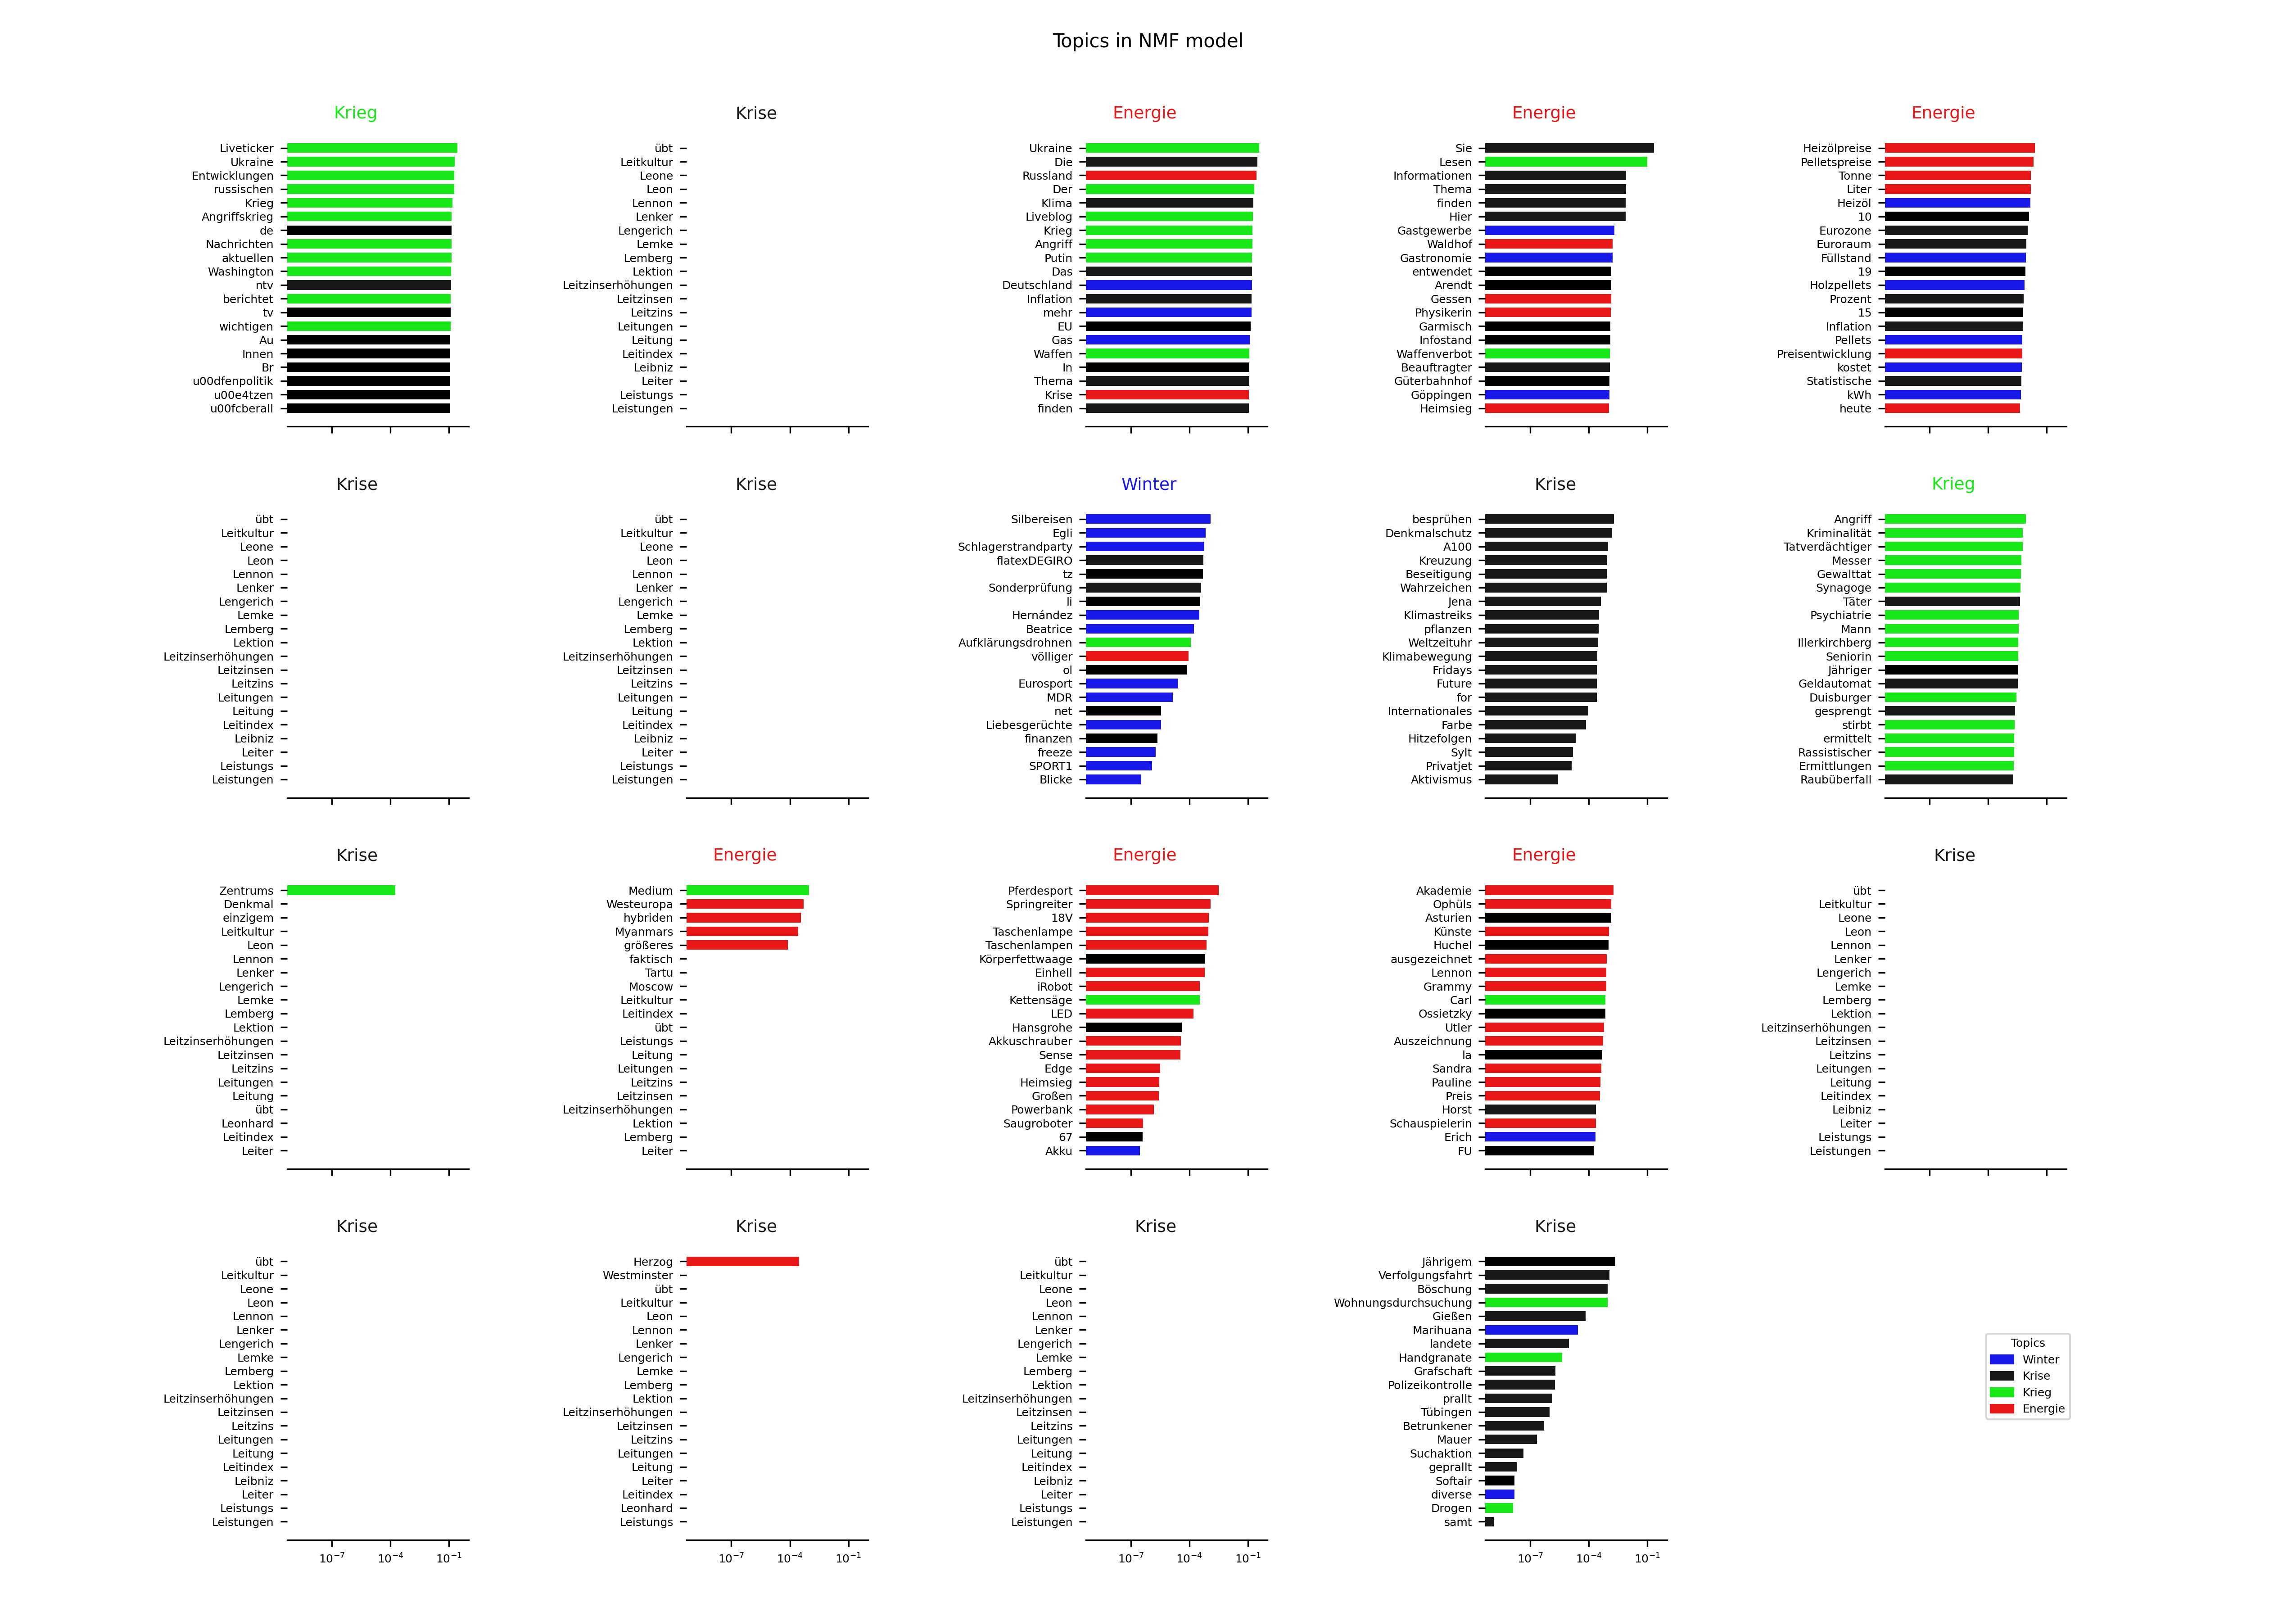 Topics in NMF model
Krieg
Liveticker
Ukraine
Entwicklungen
russischen
Krieg
Angriffskrieg
de
Nachrichten
aktuellen
Washington
ntv
berichtet
tv
wichtigen
Au
Innen
Br
u00dfenpolitik
u00e4tzen
u00fcberall
Krise
übt
Leitkultur
Leone
Leon
Lennon
Lenker
Lengerich
Lemke
Lemberg
Lektion
Leitzinserhöhungen
Leitzinsen
Leitzins
Leitungen
Leitung
Leitindex
Leibniz
Leiter
Leistungs
Leistungen
Energie
Ukraine
Die
Russland
Der
Klima
Liveblog
Krieg
Angriff
Putin
Das
Deutschland
Inflation
mehr
EU
Gas
Waffen
In
Thema
Krise
finden
Energie
Sie
Lesen
Informationen
Thema
finden
Hier
Gastgewerbe
Waldhof
Gastronomie
entwendet
Arendt
Gessen
Physikerin
Garmisch
Infostand
Waffenverbot
Beauftragter
Güterbahnhof
Göppingen
Heimsieg
Energie
Heizölpreise
Pelletspreise
Tonne
Liter
Heizöl
10
Eurozone
Euroraum
Füllstand
19
Holzpellets
Prozent
15
Inflation
Pellets
Preisentwicklung
kostet
Statistische
kWh
heute
Krise
übt
Leitkultur
Leone
Leon
Lennon
Lenker
Lengerich
Lemke
Lemberg
Lektion
Leitzinserhöhungen
Leitzinsen
Leitzins
Leitungen
Leitung
Leitindex
Leibniz
Leiter
Leistungs
Leistungen
Krise
übt
Leitkultur
Leone
Leon
Lennon
Lenker
Lengerich
Lemke
Lemberg
Lektion
Leitzinserhöhungen
Leitzinsen
Leitzins
Leitungen
Leitung
Leitindex
Leibniz
Leiter
Leistungs
Leistungen
Winter
Silbereisen
Egli
Schlagerstrandparty
flatexDEGIRO
tz
Sonderprüfung
li
Hernández
Beatrice
Aufklärungsdrohnen
völliger
ol
Eurosport
MDR
net
Liebesgerüchte
finanzen
freeze
SPORT1
Blicke
Krise
besprühen
Denkmalschutz
A100
Kreuzung
Beseitigung
Wahrzeichen
Jena
Klimastreiks
pflanzen
Weltzeituhr
Klimabewegung
Fridays
Future
for
Internationales
Farbe
Hitzefolgen
Sylt
Privatjet
Aktivismus
Krieg
Angriff
Kriminalität
Tatverdächtiger
Messer
Gewalttat
Synagoge
Täter
Psychiatrie
Mann
Illerkirchberg
Seniorin
Jähriger
Geldautomat
Duisburger
gesprengt
stirbt
ermittelt
Rassistischer
Ermittlungen
Raubüberfall
Krise
Zentrums
Denkmal
einzigem
Leitkultur
Leon
Lennon
Lenker
Lengerich
Lemke
Lemberg
Lektion
Leitzinserhöhungen
Leitzinsen
Leitzins
Leitungen
Leitung
übt
Leonhard
Leitindex
Leiter
Energie
Medium
Westeuropa
hybriden
Myanmars
größeres
faktisch
Tartu
Moscow
Leitkultur
Leitindex
übt
Leistungs
Leitung
Leitungen
Leitzins
Leitzinsen
Leitzinserhöhungen
Lektion
Lemberg
Leiter
Energie
Pferdesport
Springreiter
18V
Taschenlampe
Taschenlampen
Körperfettwaage
Einhell
iRobot
Kettensäge
LED
Hansgrohe
Akkuschrauber
Sense
Edge
Heimsieg
Großen
Powerbank
Saugroboter
67
Akku
Energie
Akademie
Ophüls
Asturien
Künste
Huchel
ausgezeichnet
Lennon
Grammy
Carl
Ossietzky
Utler
Auszeichnung
la
Sandra
Pauline
Preis
Horst
Schauspielerin
Erich
FU
Krise
übt
Leitkultur
Leone
Leon
Lennon
Lenker
Lengerich
Lemke
Lemberg
Lektion
Leitzinserhöhungen
Leitzinsen
Leitzins
Leitungen
Leitung
Leitindex
Leibniz
Leiter
Leistungs
Leistungen
Krise
übt
Leitkultur
Leone
Leon
Lennon
Lenker
Lengerich
Lemke
Lemberg
Lektion
Leitzinserhöhungen
Leitzinsen
Leitzins
Leitungen
Leitung
Leitindex
Leibniz
Leiter
Leistungs
Leistungen
10⁻⁷ 10⁻⁴ 10⁻¹
Krise
Herzog
Westminster
übt
Leitkultur
Leon
Lennon
Lenker
Lengerich
Lemke
Lemberg
Lektion
Leitzinserhöhungen
Leitzinsen
Leitzins
Leitungen
Leitung
Leiter
Leitindex
Leonhard
Leistungs
10⁻⁷ 10⁻⁴ 10⁻¹
Krise
übt
Leitkultur
Leone
Leon
Lennon
Lenker
Lengerich
Lemke
Lemberg
Lektion
Leitzinserhöhungen
Leitzinsen
Leitzins
Leitungen
Leitung
Leitindex
Leibniz
Leiter
Leistungs
Leistungen
10⁻⁷ 10⁻⁴ 10⁻¹
Krise
Jährigem
Verfolgungsfahrt
Böschung
Wohnungsdurchsuchung
Gießen
Marihuana
landete
Handgranate
Grafschaft
Polizeikontrolle
prallt
Tübingen
Betrunkener
Mauer
Suchaktion
geprallt
Softair
diverse
Drogen
samt
10⁻⁷ 10⁻⁴ 10⁻¹
Topics
Winter
Krise
Krieg
Energie